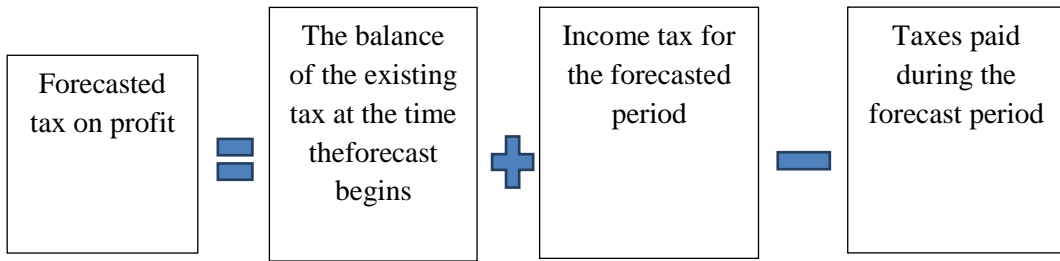 Forecasted
tax on profit
The balance
of the existing
tax at the time
theforecast
begins
Income tax for
the forecasted
period
Taxes paid
during the
forecast period